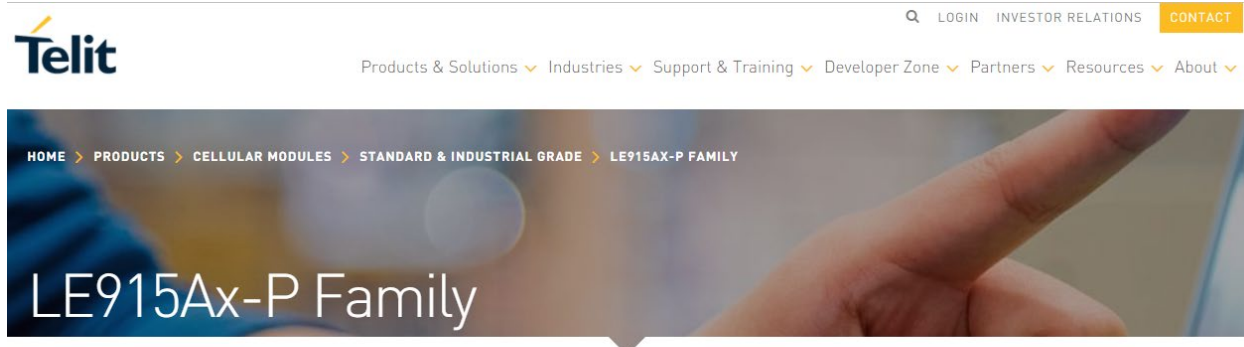 LOGIN INVESTOR RELATIONS CONTACT
Telit
Products & Solutions Industries Support & Training Developer Zone Partners Resources About
HOME > PRODUCTS > CELLULAR MODULES > STANDARD & INDUSTRIAL GRADE > LE915AX-P FAMILY
LE915Ax-P Family